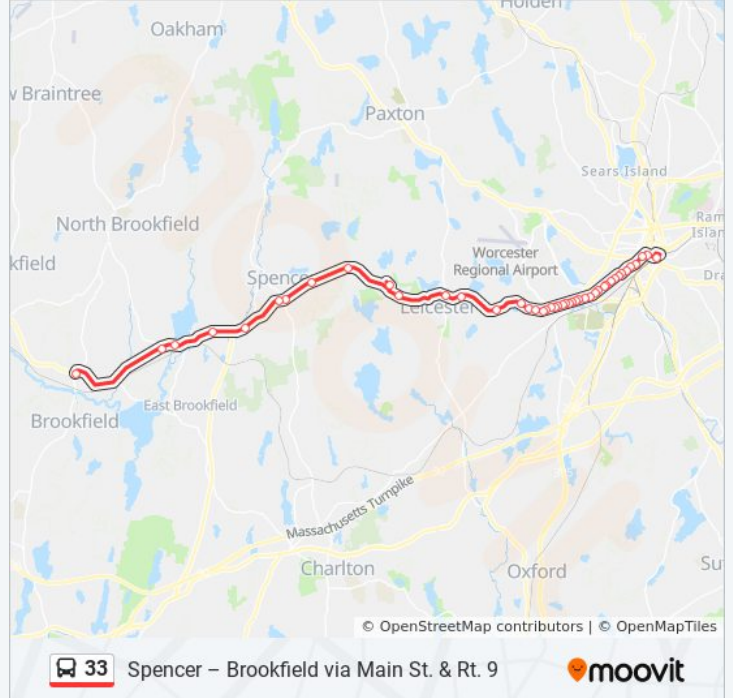 Holden
Oakham
w Braintree
Paxton
Sears Island
North Brookfield
Ram
Islan
kfield
Worcester
Regional Airport
Spence
Dra
Leicester
East Brookfield
Brookfield
Massachusetts Turnpike
Charlton
Oxford
Su
© OpenStreetMap contributors | © OpenMapTiles
33 Spencer – Brookfield via Main St. & Rt. 9
moovit